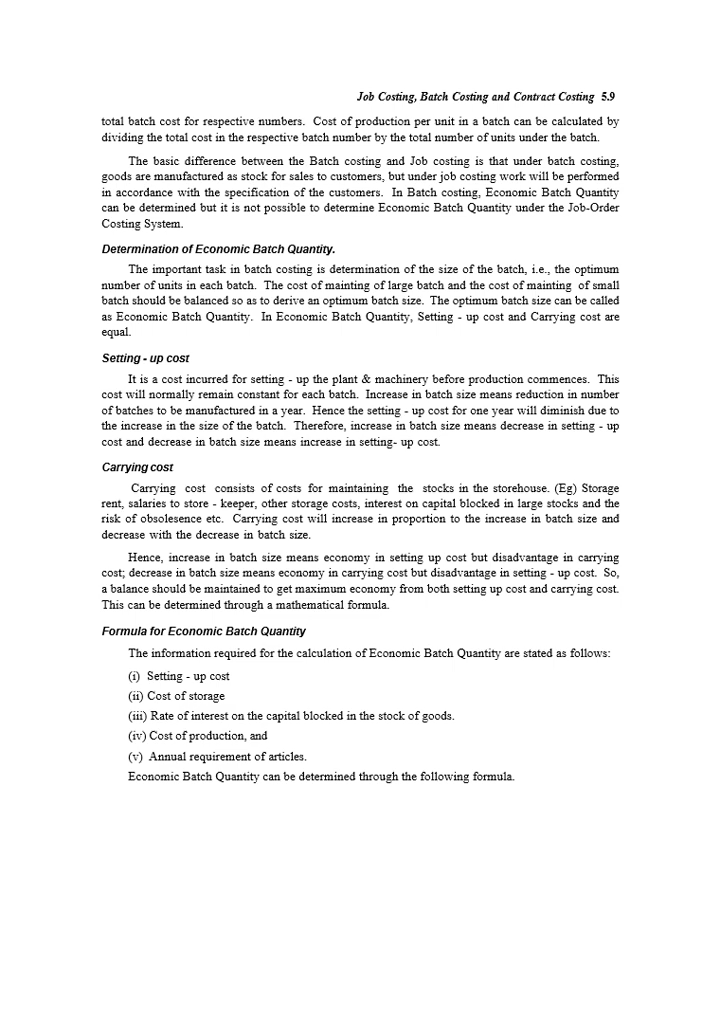 Job Costing, Batch Costing and Contract Costing 5.9
total batch cost for respective numbers. Cost of production per unit in a batch can be calculated by
dividing the total cost in the respective batch number by the total number of units under the batch.
The basic difference between the Batch costing and Job costing is that under batch costing,
goods are manufactured as stock for sales to customers, but under job costing work will be performed
in accordance with the specification of the customers. In Batch costing, Economic Batch Quantity
can be determined but it is not possible to determine Economic Batch Quantity under the Job-Order
Costing System.
Determination of Economic Batch Quantity.
The important task in batch costing is determination of the size of the batch, i.e., the optimum
number of units in each batch. The cost of mainting of large batch and the cost of mainting of small
batch should be balanced so as to derive an optimum batch size. The optimum batch size can be called
as Economic Batch Quantity. In Economic Batch Quantity, Setting - up cost and Carrying cost are
equal.
Setting - up cost
It is a cost incurred for setting - up the plant & machinery before production commences. This
cost will normally remain constant for each batch. Increase in batch size means reduction in number
of batches to be manufactured in a year. Hence the setting - up cost for one year will diminish due to
the increase in the size of the batch. Therefore, increase in batch size means decrease in setting - up
cost and decrease in batch size means increase in setting- up cost.
Carrying cost
Carrying cost consists of costs for maintaining the stocks in the storehouse. (Eg) Storage
rent, salaries to store - keeper, other storage costs, interest on capital blocked in large stocks and the
risk of obsolesence etc. Carrying cost will increase in proportion to the increase in batch size and
decrease with the decrease in batch size.
Hence, increase in batch size means economy in setting up cost but disadvantage in carrying
cost; decrease in batch size means economy in carrying cost but disadvantage in setting - up cost. So,
a balance should be maintained to get maximum economy from both setting up cost and carrying cost.
This can be determined through a mathematical formula.
Formula for Economic Batch Quantity
The information required for the calculation of Economic Batch Quantity are stated as follows:
(i) Setting - up cost
(ii) Cost of storage
(iii) Rate of interest on the capital blocked in the stock of goods.
(iv) Cost of production, and
(v) Annual requirement of articles.
Economic Batch Quantity can be determined through the following formula.